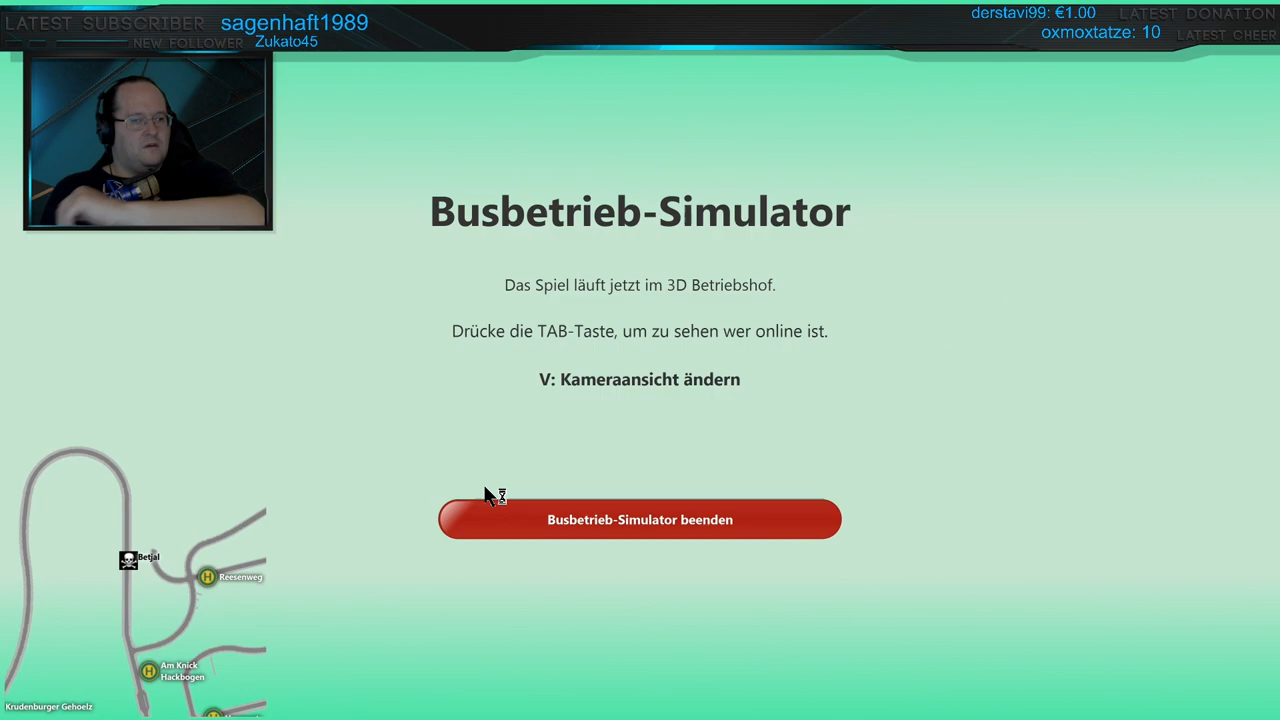 LATEST SUBSCRIBER sagenhaft1989
NEW FOLLOWER Zukato45
derstavi99: €1.00 LATEST DONATION
oxmoxtatze: 10 LATEST CHEER
Busbetrieb-Simulator
Das Spiel läuft jetzt im 3D Betriebshof.
Drücke die TAB-Taste, um zu sehen wer online ist.
V: Kameraansicht ändern
Busbetrieb-Simulator beenden
Betjal
H Reesenweg
H Am Knick
Hackbogen
Krudenburger Gehoelz